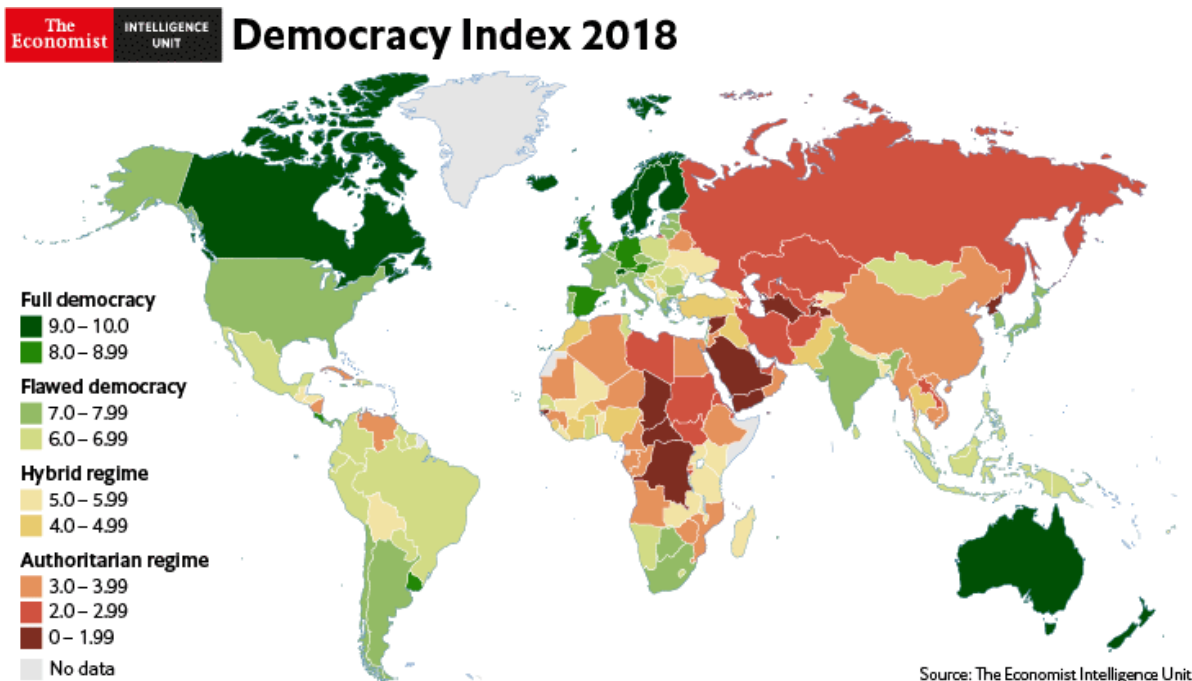 The
Economist
INTELLIGENCE
UNIT
Democracy Index 2018
Full democracy
9.0 – 10.0
8.0 – 8.99
Flawed democracy
7.0 – 7.99
6.0 – 6.99
Hybrid regime
5.0 – 5.99
4.0 – 4.99
Authoritarian regime
3.0 – 3.99
2.0 – 2.99
0 – 1.99
No data
Source: The Economist Intelligence Unit